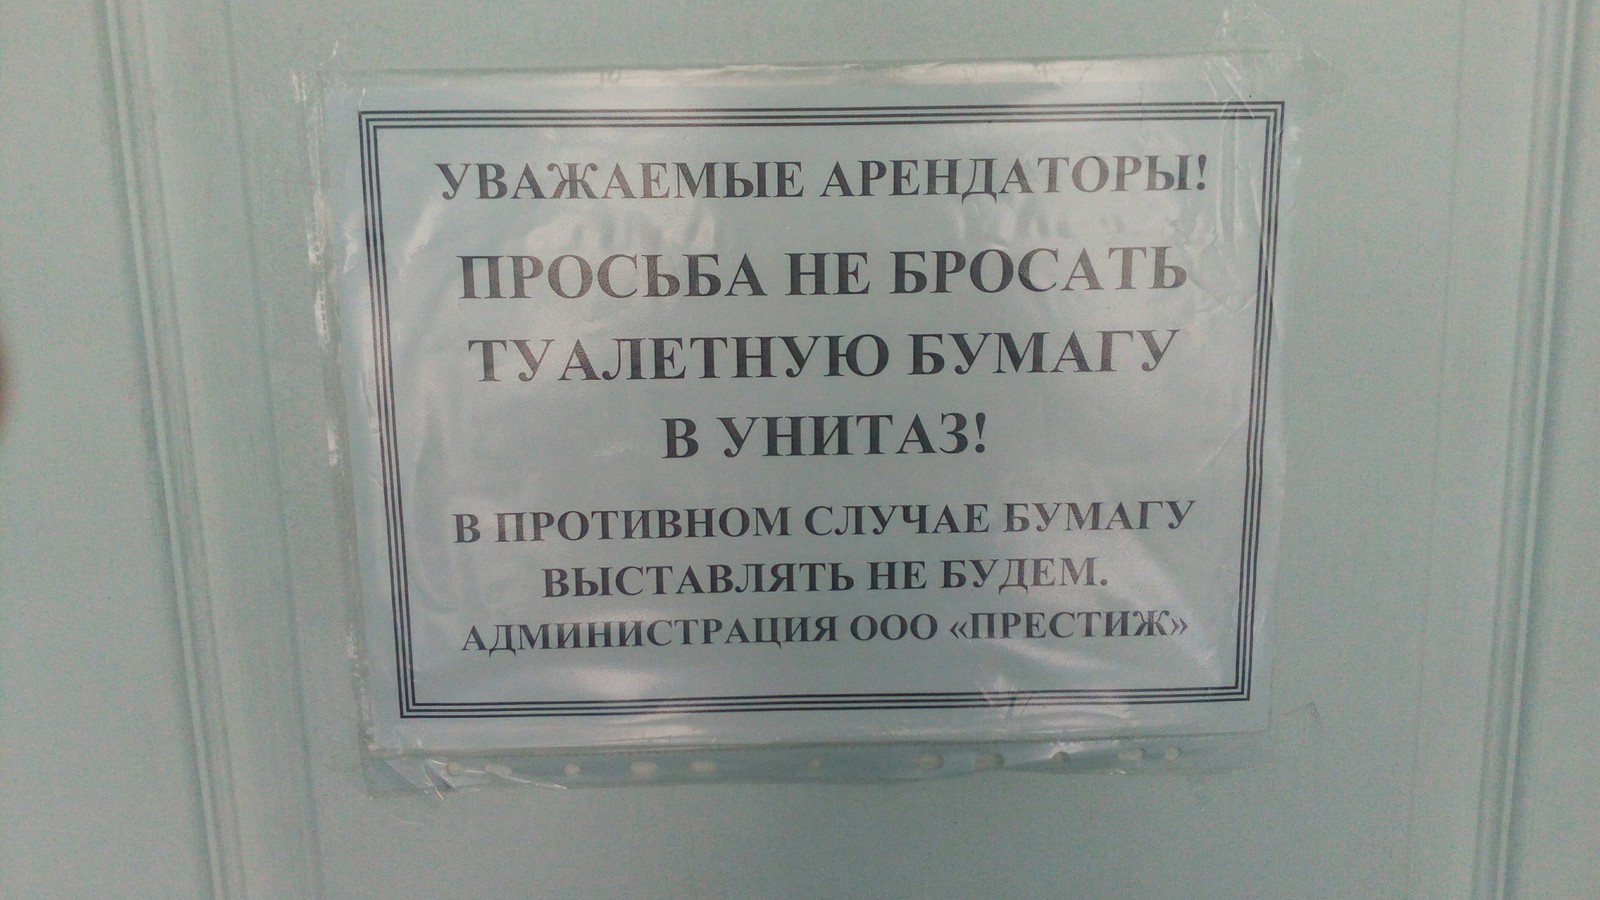 УВАЖАЕМЫЕ АРЕНДАТОРЫ!
ПРОСЬБА НЕ БРОСАТЬ
ТУАЛЕТНУЮ БУМАГУ
В УНИТАЗ!
В ПРОТИВНОМ СЛУЧАЕ БУМАГУ
ВЫСТАВЛЯТЬ НЕ БУДЕМ.
АДМИНИСТРАЦИЯ ООО «ПРЕСТИЖ»